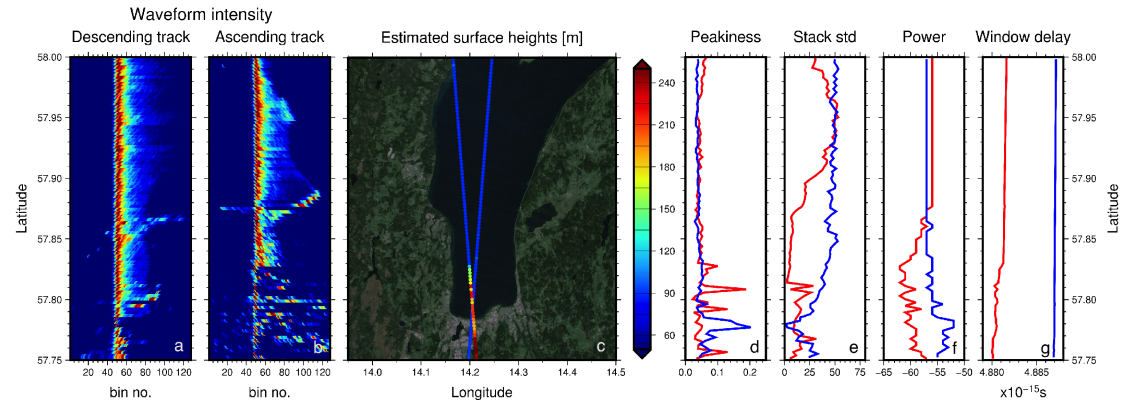 Waveform intensity
Descending track
Ascending track
Estimated surface heights [m]
Peakiness
Stack std
Power
Window delay
58.00
57.95
57.90
57.85
57.80
57.75
Latitude
20 40 60 80 100 120
bin no.
a
20 40 60 80 100 120
bin no.
b
14.0 14.1 14.2 14.3 14.4 14.5
Longitude
c
240
210
180
150
120
90
60
0.0 0.1 0.2
d
0 25 50 75
e
−65 −60 −55 −50
f
4.880 4.885
x10⁻¹⁵s
g
58.00
57.95
57.90
57.85
57.80
57.75
Latitude